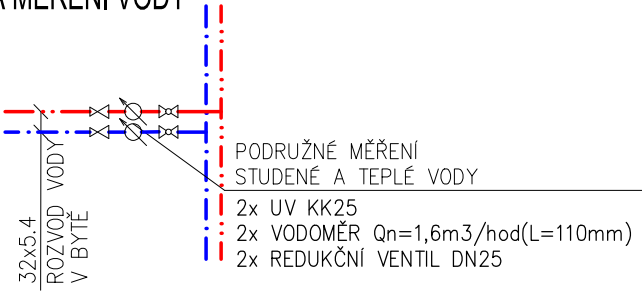 A MĚŘENÍ VODY
PODRUŽNÉ MĚŘENÍ
STUDENÉ A TEPLÉ VODY
2x UV KK25
2x VODOMĚR Qn=1,6m3/hod(L=110mm)
2x REDUKČNÍ VENTIL DN25
32x5.4
ROZVOD VODY
V BYTĚ